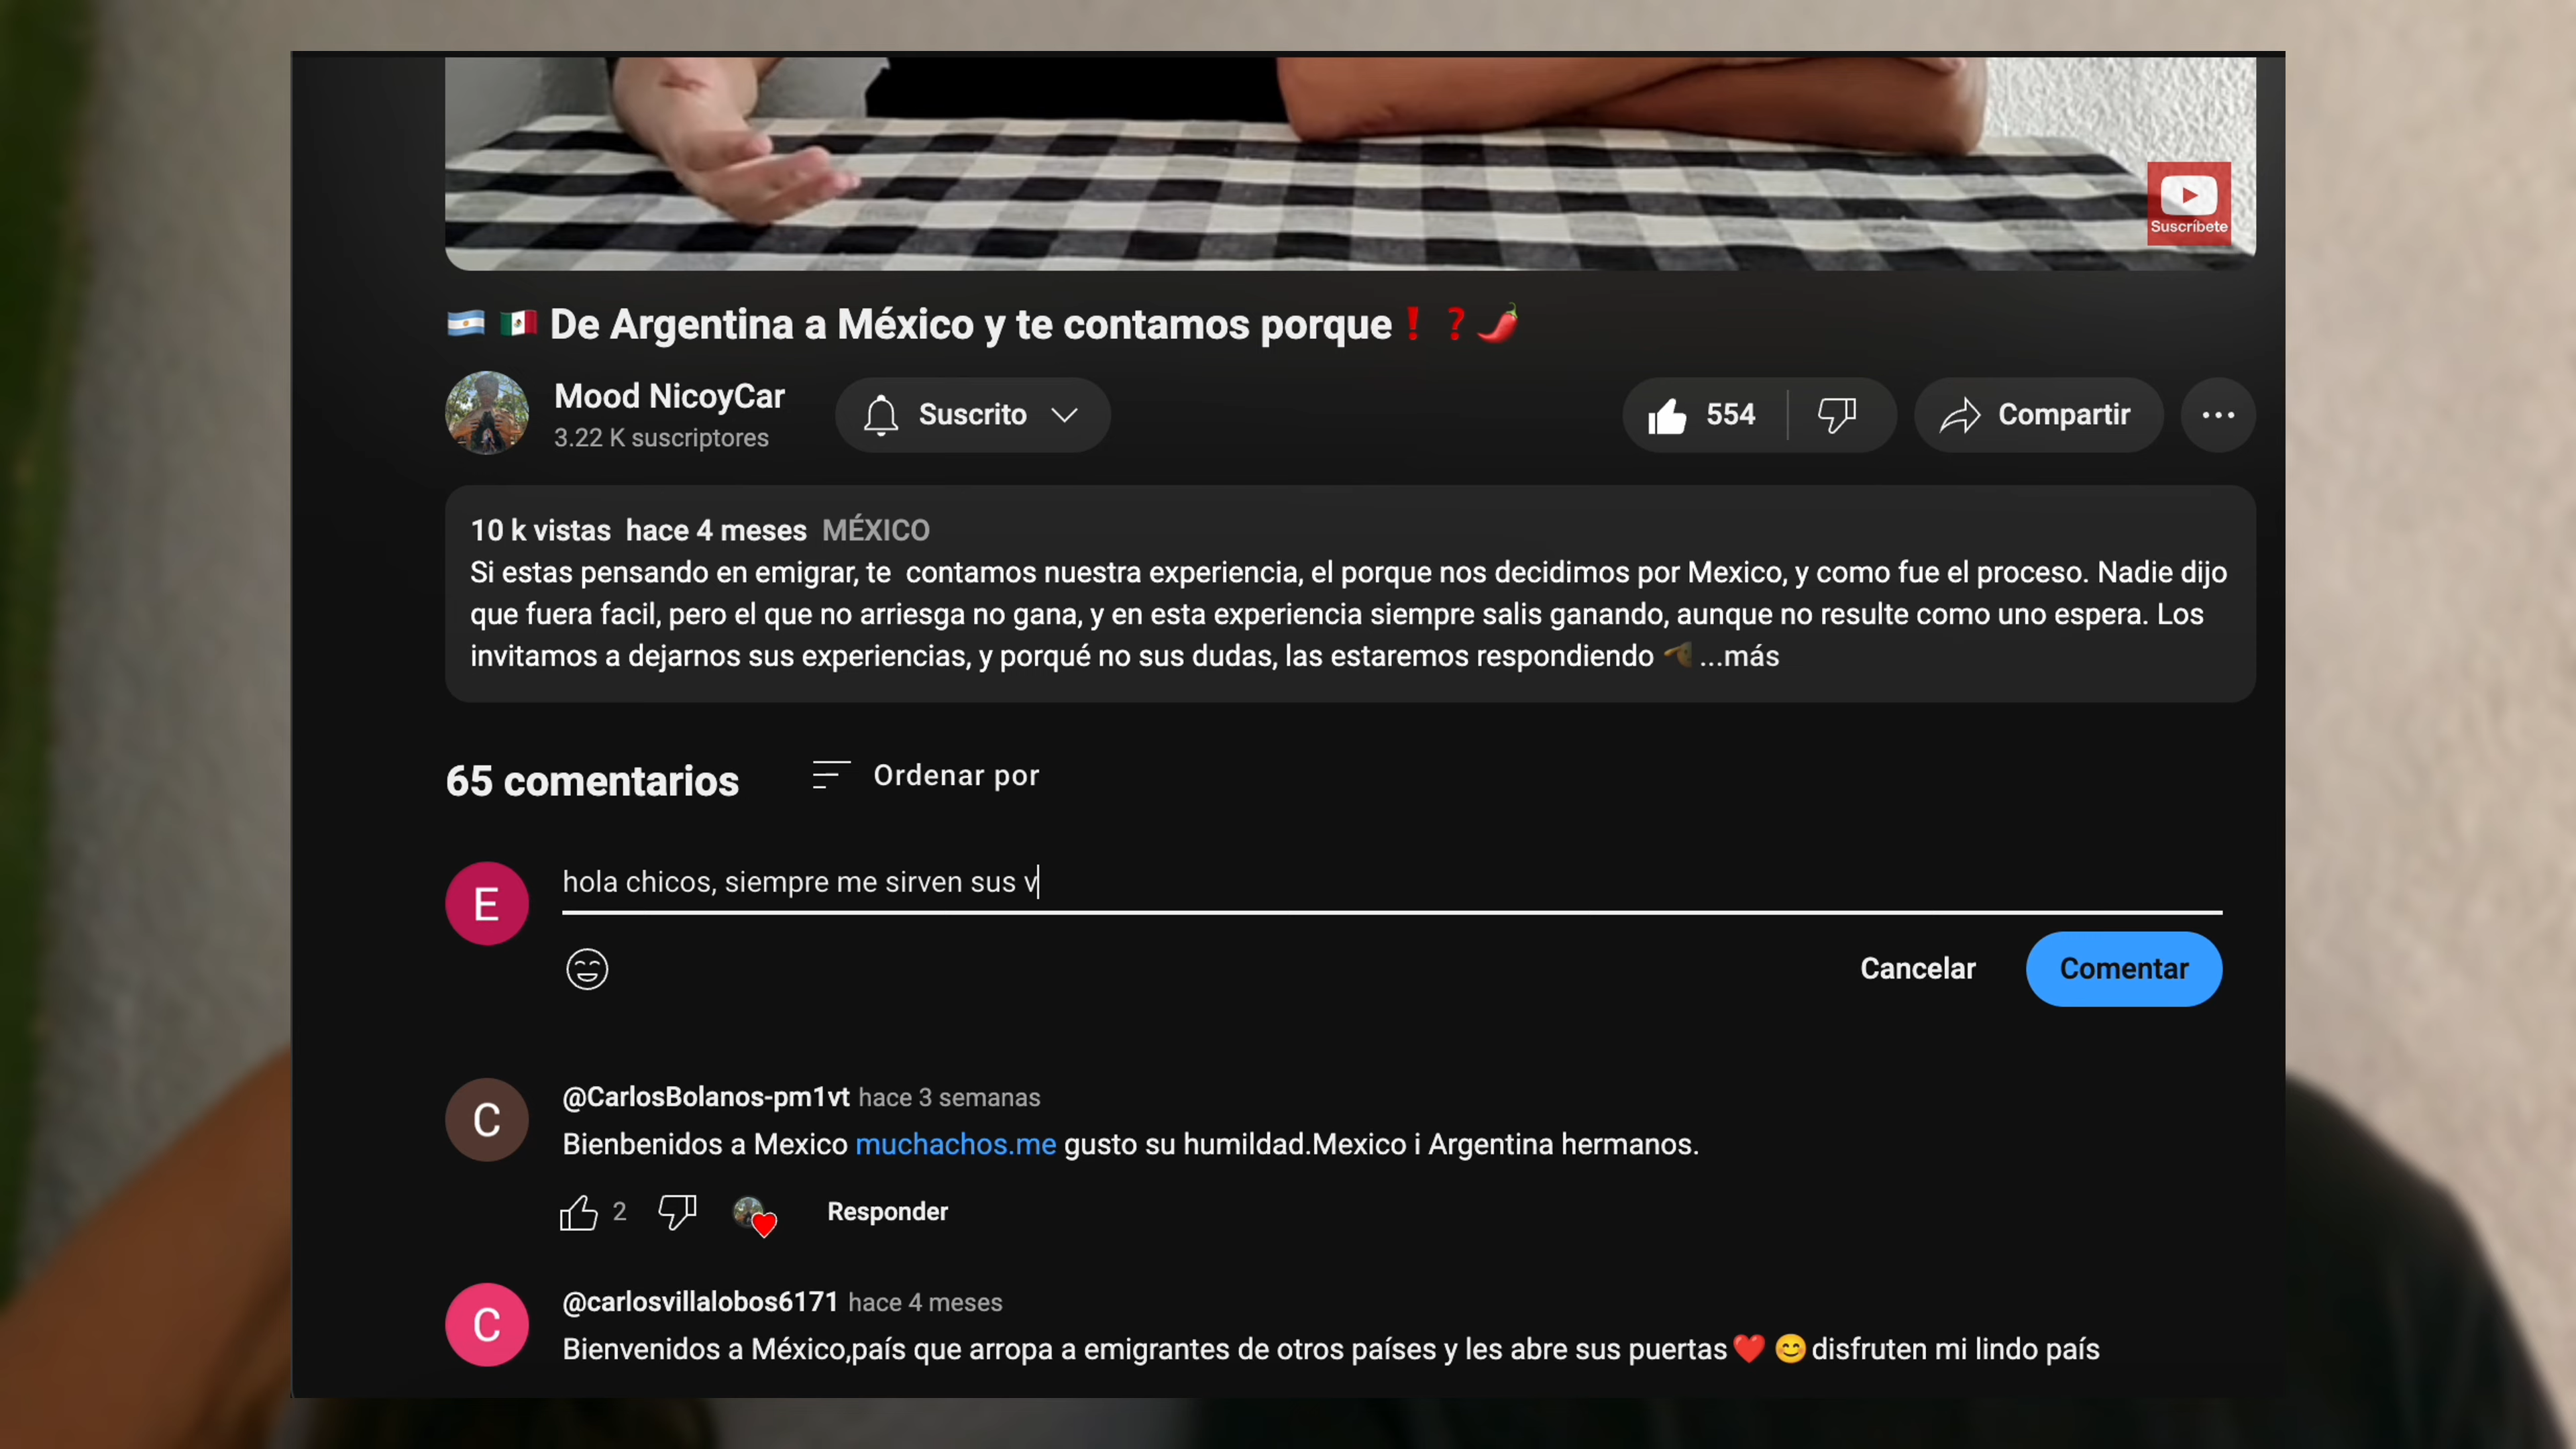 Suscríbete
🇦🇷 🇲🇽 De Argentina a México y te contamos porque❗❓🌶️
Mood NicoyCar
3.22 K suscriptores
Suscrito
554
Compartir
10 k vistas hace 4 meses MÉXICO
Si estas pensando en emigrar, te contamos nuestra experiencia, el porque nos decidimos por Mexico, y como fue el proceso. Nadie dijo
que fuera facil, pero el que no arriesga no gana, y en esta experiencia siempre salis ganando, aunque no resulte como uno espera. Los
invitamos a dejarnos sus experiencias, y porqué no sus dudas, las estaremos respondiendo ...más
65 comentarios
Ordenar por
E
hola chicos, siempre me sirven sus v
Cancelar
Comentar
C
@CarlosBolanos-pm1vt hace 3 semanas
Bienbenidos a Mexico muchachos.me gusto su humildad.Mexico i Argentina hermanos.
2
Responder
C
@carlosvillalobos6171 hace 4 meses
Bienvenidos a México,país que arropa a emigrantes de otros países y les abre sus puertas❤️😊disfruten mi lindo país